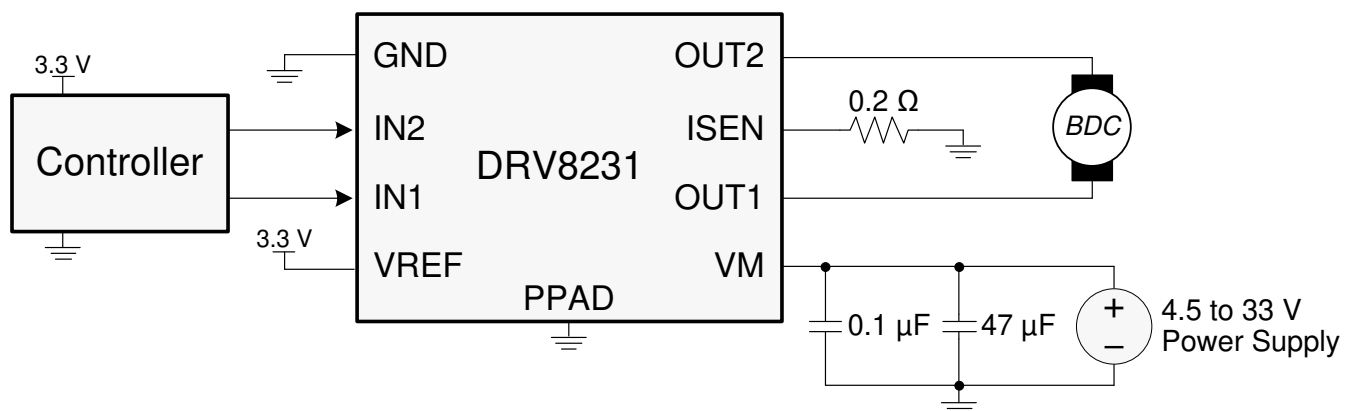 3.3 V
Controller
3.3 V
GND
IN2
IN1
VREF
DRV8231
PPAD
OUT2
ISEN
OUT1
VM
0.2 Ω
BDC
0.1 µF
47 µF
+
–
4.5 to 33 V
Power Supply